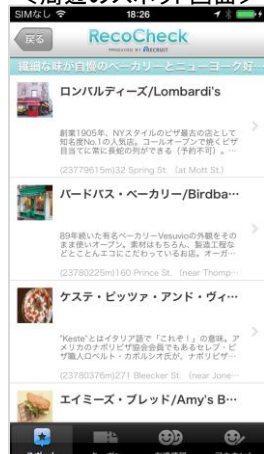 <周辺のスポット画面>
SIMなし 18:26
戻る
RecoCheck
PRODUCED BY RECRUIT
繊細な味が自慢のベーカリーとニューヨーク好…
ロンバルディーズ/Lombardi's
創業1905年、NYスタイルのピザ最古の店として
知名度No.1の人気店。コールオーブンで焼くピザ
目当てに常に長蛇の列ができる（予約不可）。…
(23779615m)32 Spring St. (at Mott St.)
バードバス・ベーカリー/Birdba…
89年続いた有名ベーカリーVesuvioの外観をその
まま使いオープン。素材はもちろん、製造工程な
どとことんエコにこだわっているお店。オーガ…
(23780225m)160 Prince St. (near Thomp…
ケステ・ピッツァ・アンド・ヴィ…
"Keste"とはイタリア語で「これぞ！」の意味。ア
メリカのナポリピザ協会会員でもあるセレブ・ピ
ザ職人ロベルト・カポルシオ氏が、ナポリピザ…
(23780376m)271 Bleecker St. (near Jone…
エイミーズ・ブレッド/Amy's B…